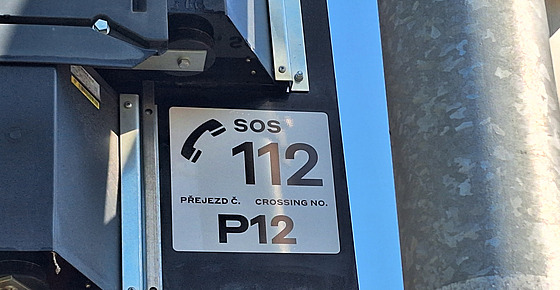 SOS
112
PŘEJEZD Č. CROSSING NO.
P12